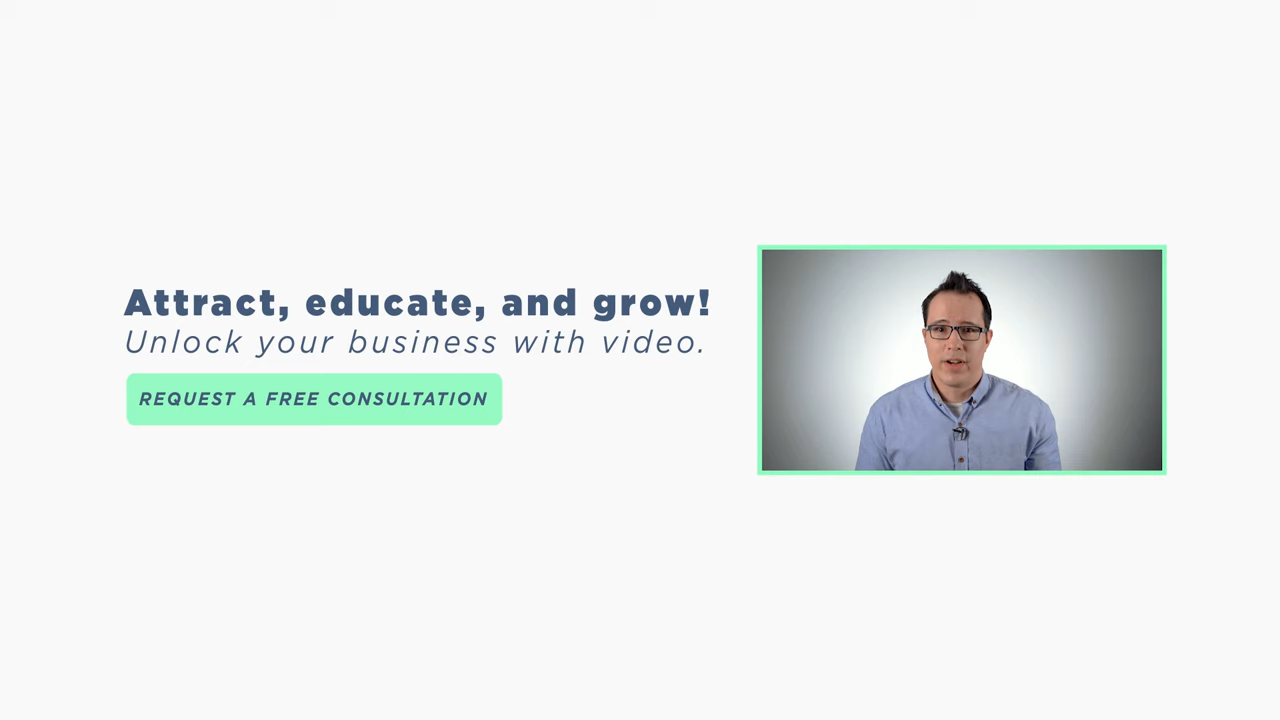 Attract, educate, and grow!
Unlock your business with video.
REQUEST A FREE CONSULTATION